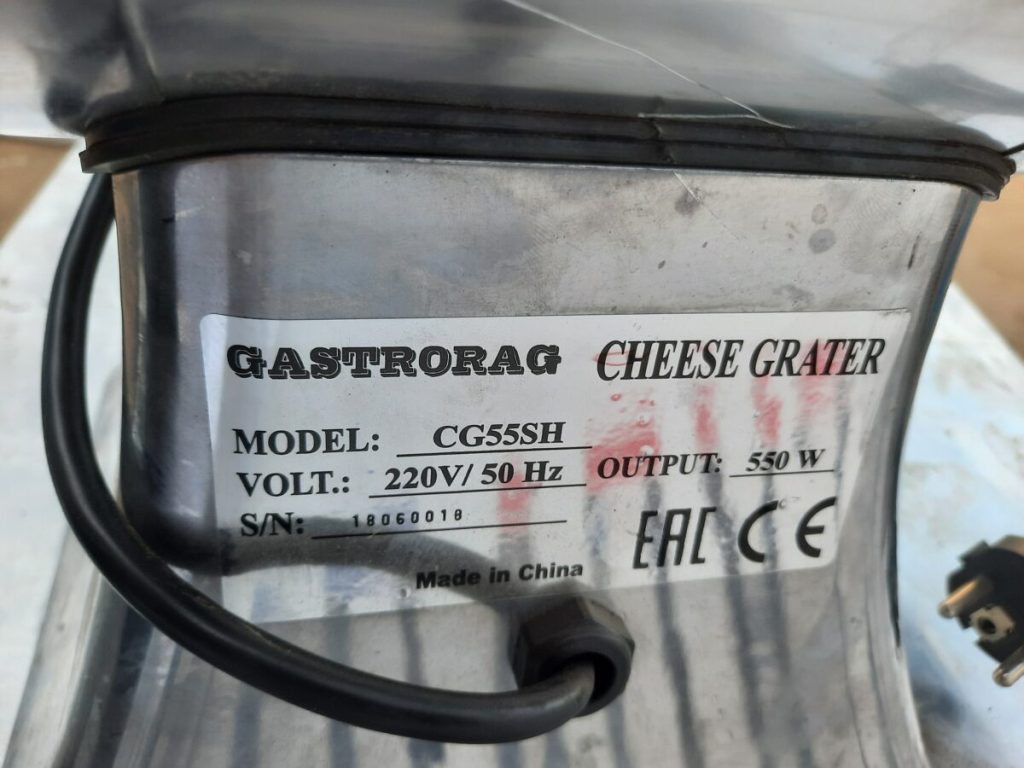 GASTRORAG CHEESE GRATER
MODEL: CG55SH
VOLT.: 220V/ 50 Hz OUTPUT: 550 W
S/N: 18060018
EAC CE
Made in China